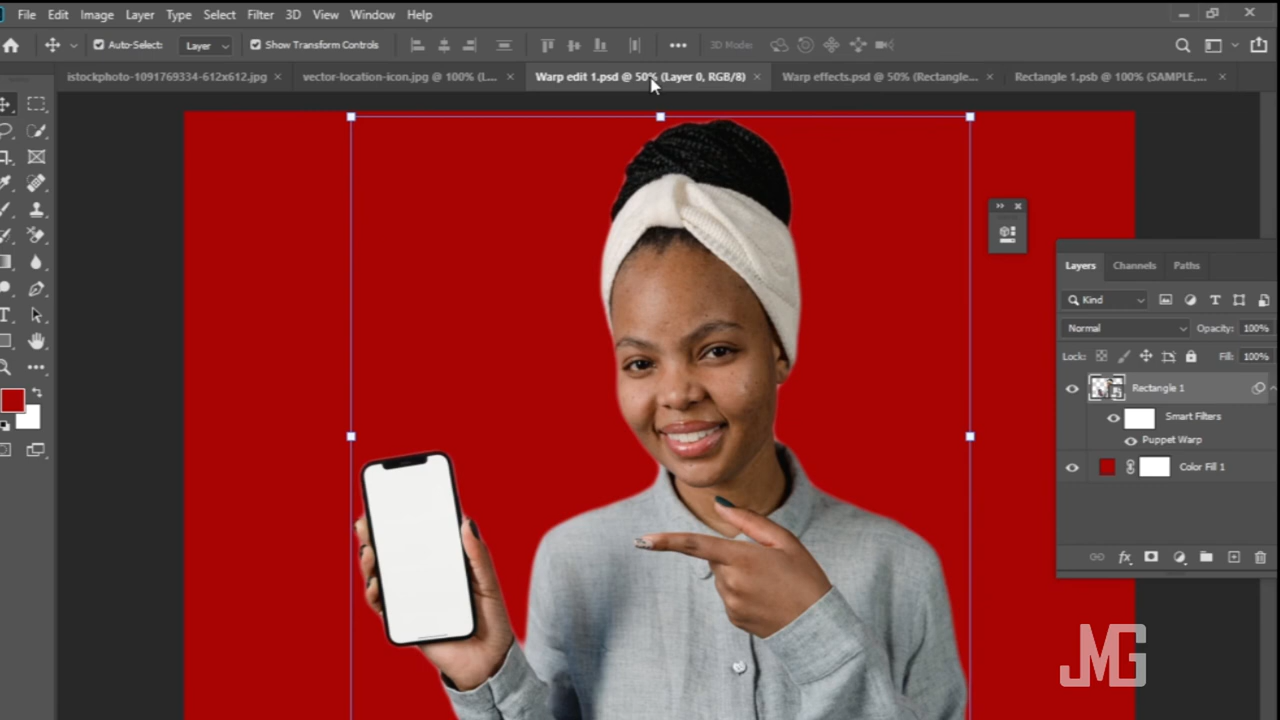 File Edit Image Layer Type Select Filter 3D View Window Help
Auto-Select: Layer Show Transform Controls 3D Mode:
istockphoto-1091769334-612x612.jpg vector-location-icon.jpg @ 100% (L... Warp edit 1.psd @ 50% (Layer 0, RGB/8) Warp effects.psd @ 50% (Rectangle... Rectangle 1.psb @ 100% (SAMPLE,...
Layers Channels Paths
Kind
Normal Opacity: 100%
Lock: Fill: 100%
Rectangle 1
Smart Filters
Puppet Warp
Color Fill 1
fx
JMG